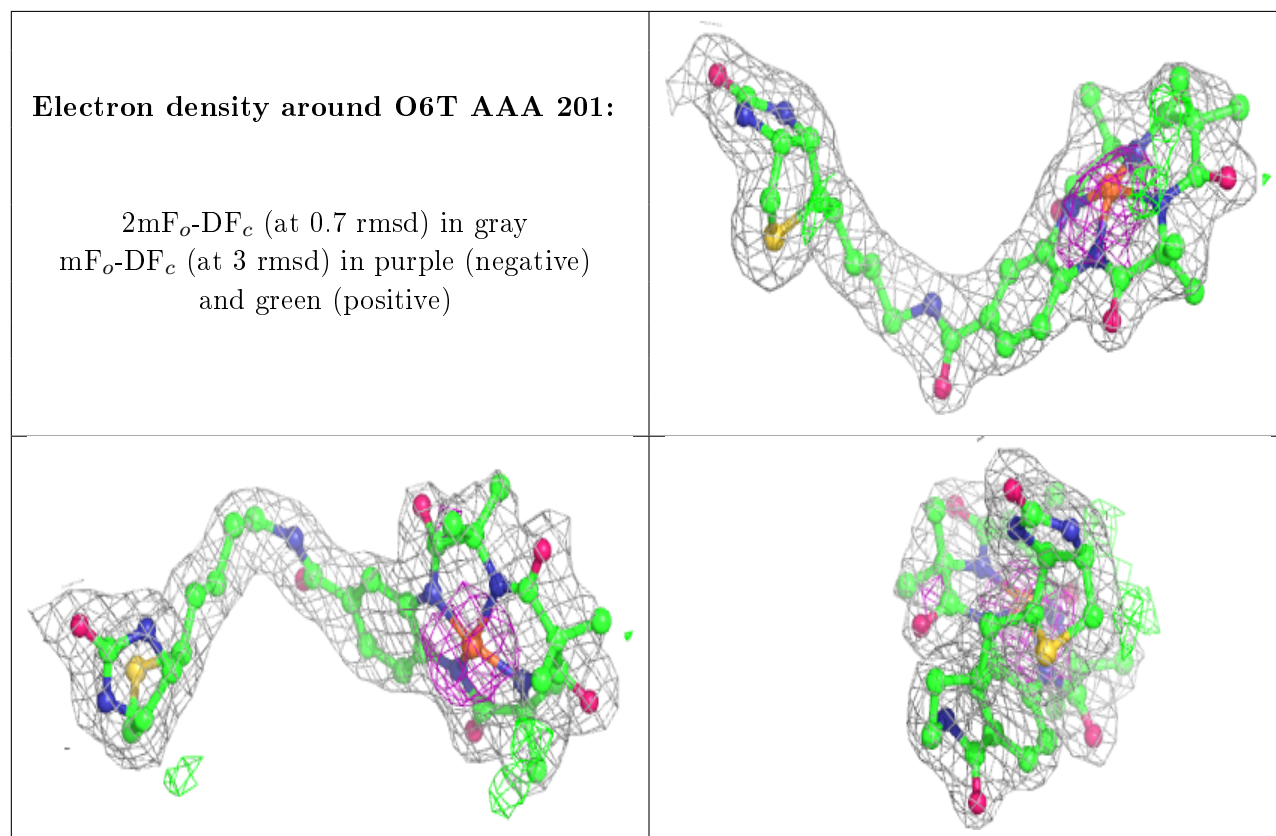 Electron density around O6T AAA 201:
2mFo-DFc (at 0.7 rmsd) in gray
mFo-DFc (at 3 rmsd) in purple (negative)
and green (positive)